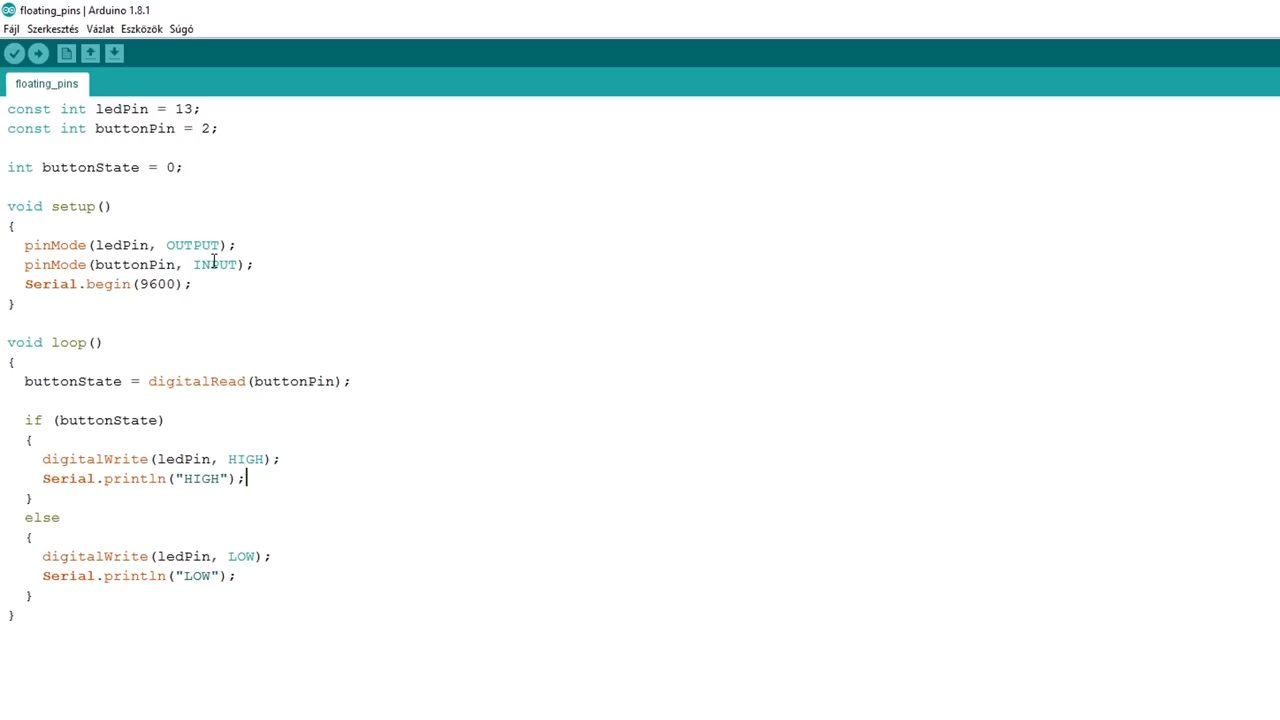 floating_pins | Arduino 1.8.1
Fájl Szerkesztés Vázlat Eszközök Súgó
floating_pins
const int ledPin = 13;
const int buttonPin = 2;
int buttonState = 0;
void setup()
{
pinMode(ledPin, OUTPUT);
pinMode(buttonPin, INPUT);
Serial.begin(9600);
}
void loop()
{
buttonState = digitalRead(buttonPin);
if (buttonState)
{
digitalWrite(ledPin, HIGH);
Serial.println("HIGH");
}
else
{
digitalWrite(ledPin, LOW);
Serial.println("LOW");
}
}